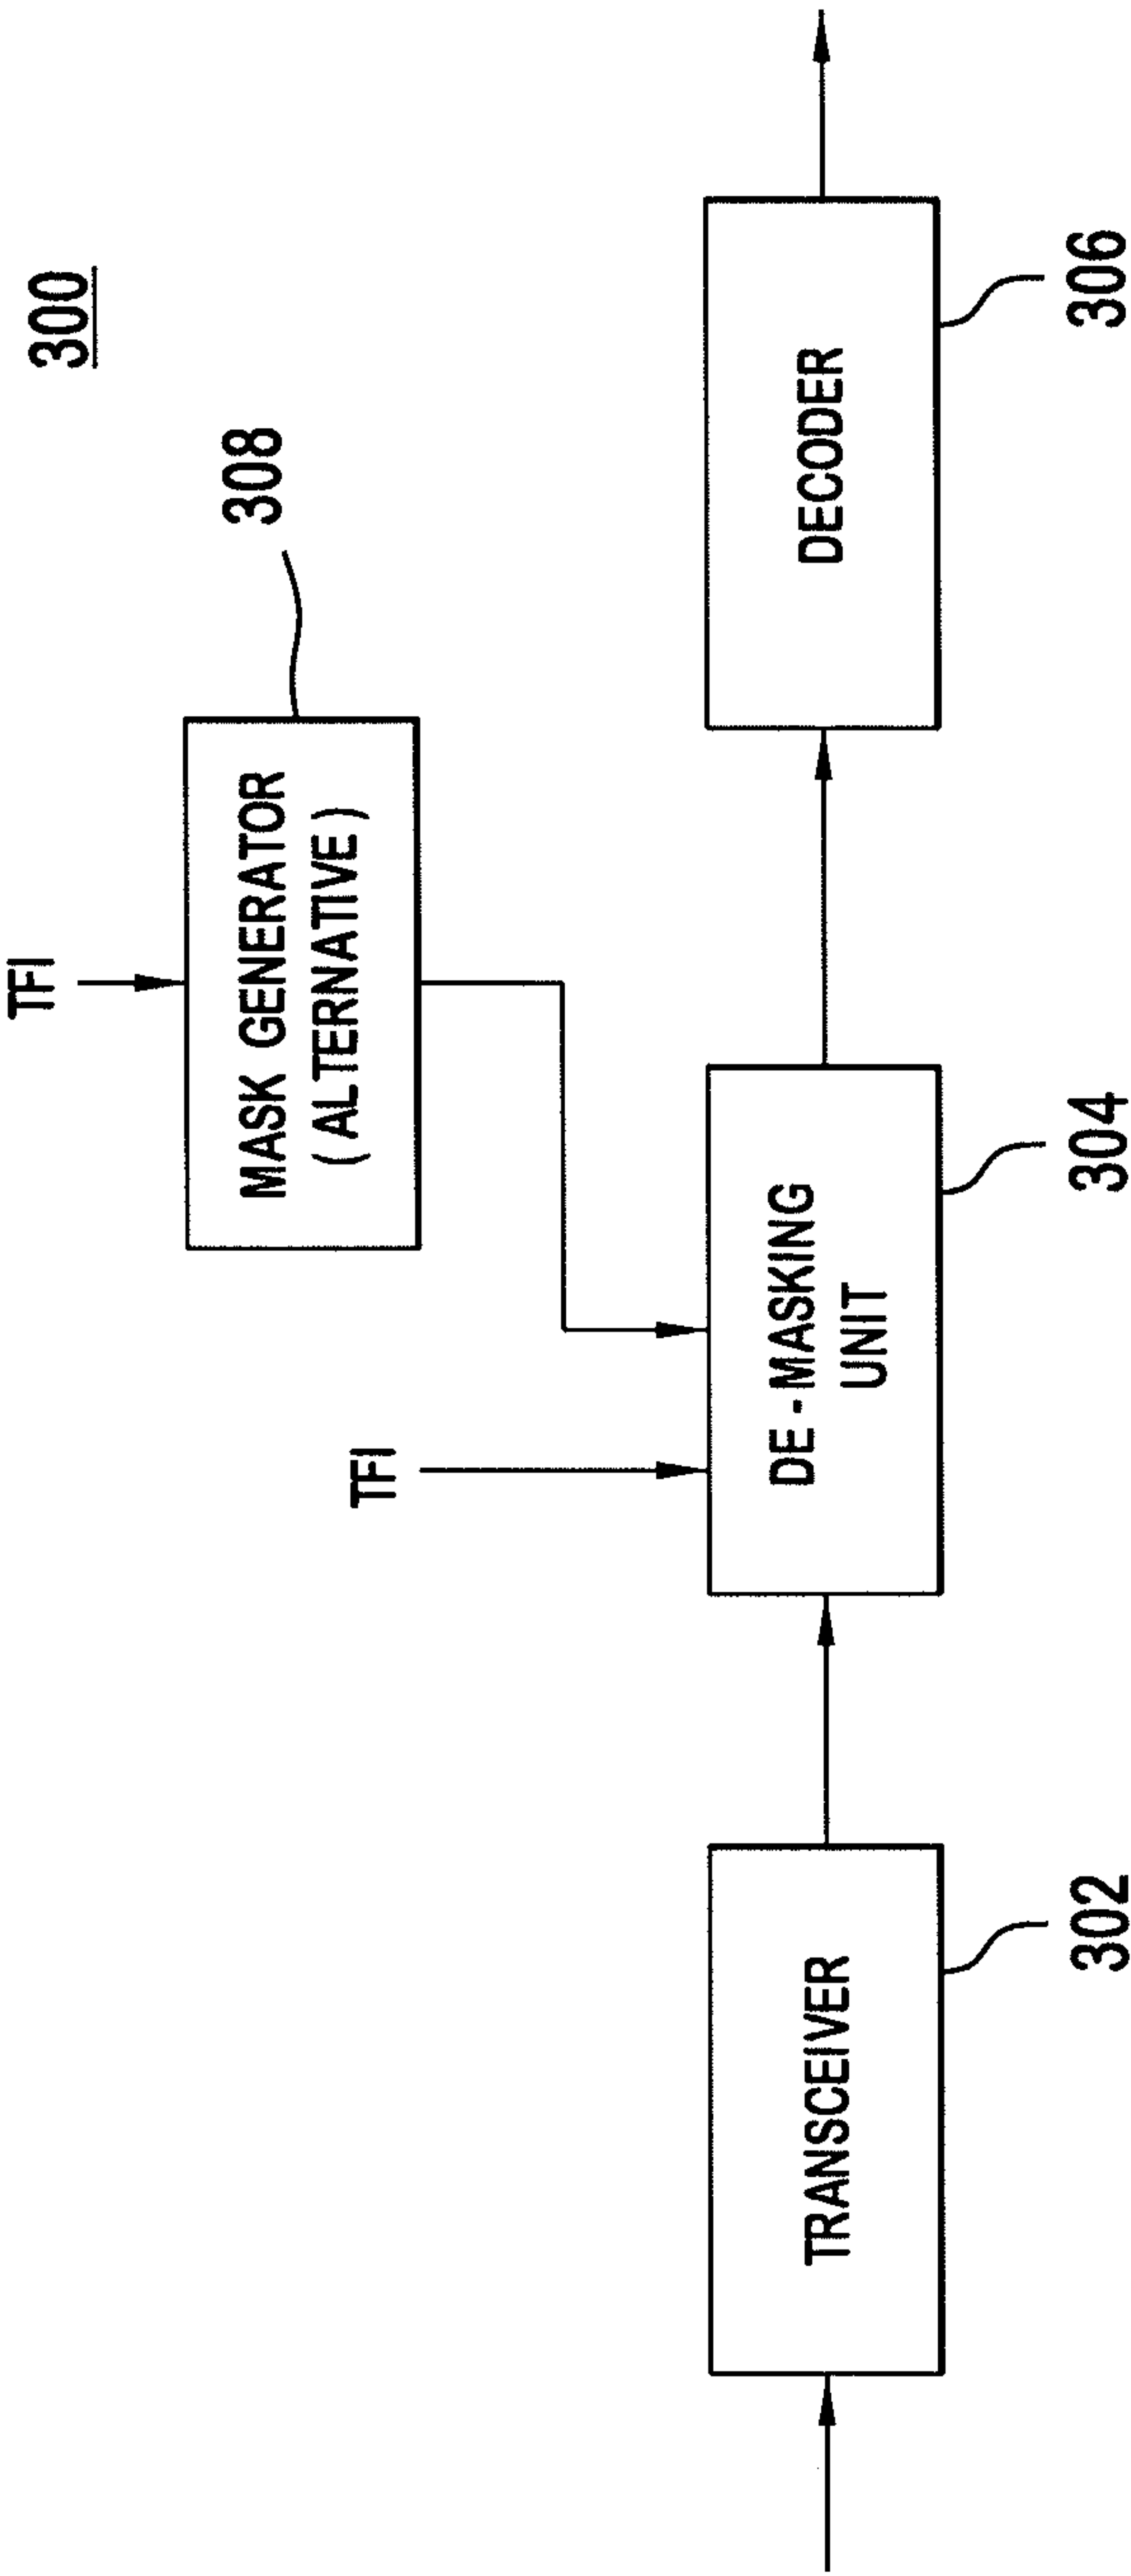 300
TFI
MASK GENERATOR
( ALTERNATIVE )
308
TFI
TRANSCEIVER
DE - MASKING
UNIT
DECODER
302
304
306